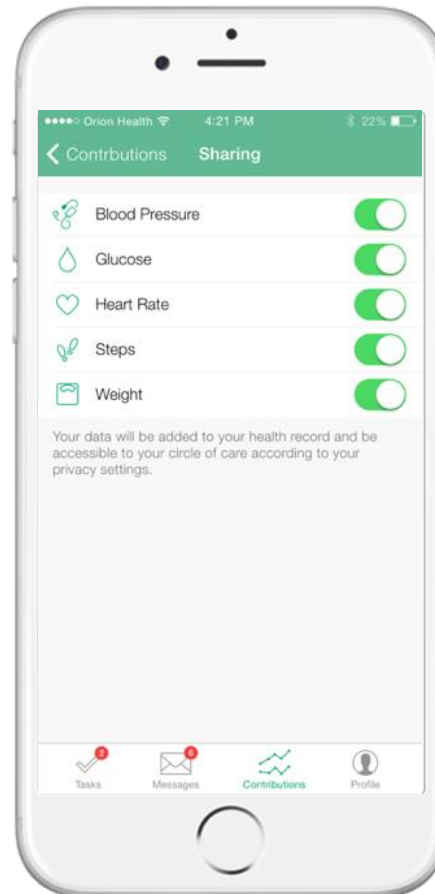 Orion Health 4:21 PM 22%
Contrbutions Sharing
Blood Pressure
Glucose
Heart Rate
Steps
Weight
Your data will be added to your health record and be
accessible to your circle of care according to your
privacy settings.
3 6
Tasks Messages Contributions Profile